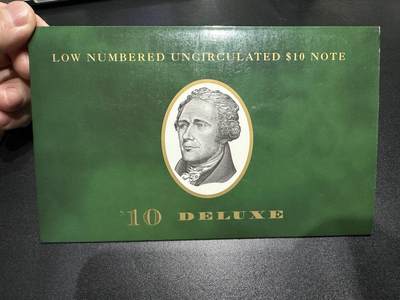 LOW NUMBERED UNCIRCULATED $10 NOTE
$10 DELUXE